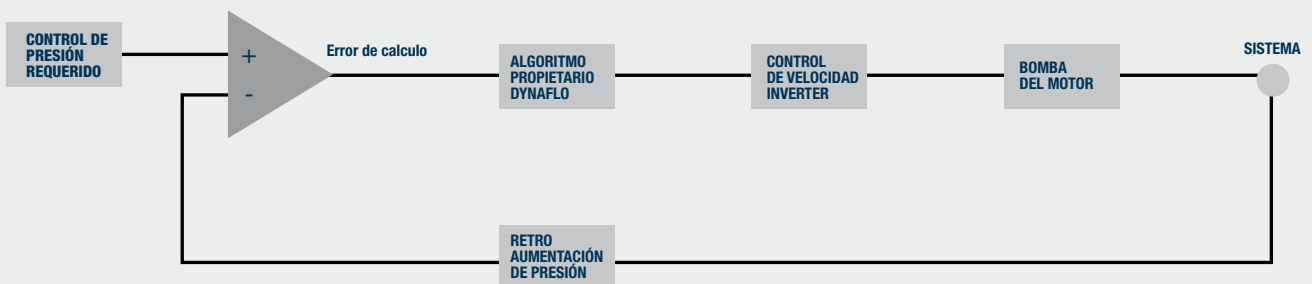 CONTROL DE
PRESIÓN
REQUERIDO
+
-
Error de calculo
ALGORITMO
PROPIETARIO
DYNAFLO
CONTROL
DE VELOCIDAD
INVERTER
BOMBA
DEL MOTOR
SISTEMA
RETRO
AUMENTACIÓN
DE PRESIÓN